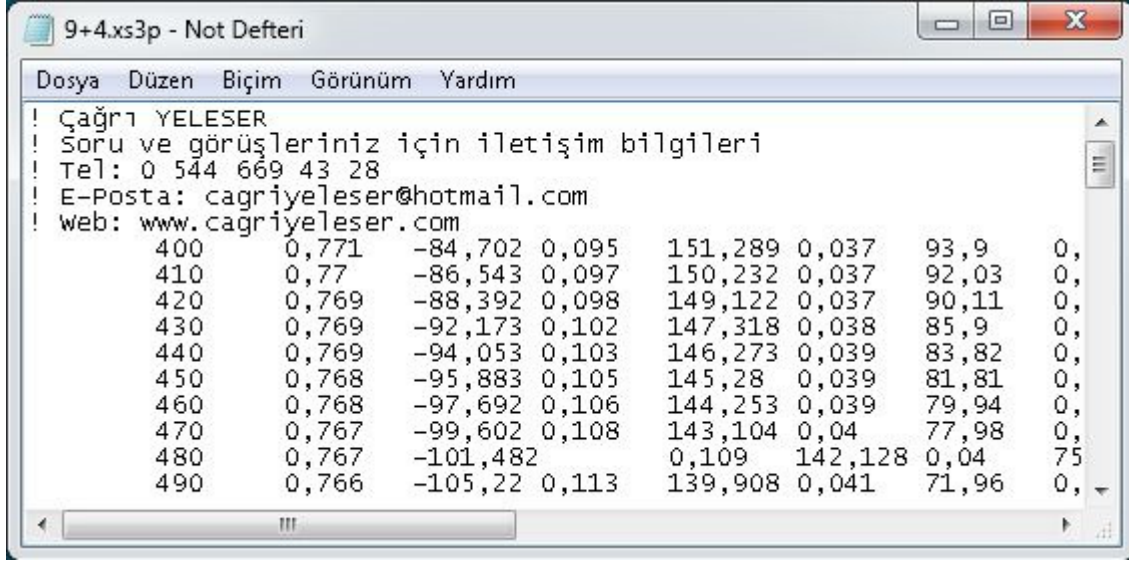 9+4.xs3p - Not Defteri
Dosya Düzen Biçim Görünüm Yardım
! Çağrı YELESER
! Soru ve görüşleriniz için iletişim bilgileri
! Tel: 0 544 669 43 28
! E-Posta: cagriyeleser@hotmail.com
! Web: www.cagriyeleser.com
400 0,771 -84,702 0,095 151,289 0,037 93,9 0,
410 0,77 -86,543 0,097 150,232 0,037 92,03 0,
420 0,769 -88,392 0,098 149,122 0,037 90,11 0,
430 0,769 -92,173 0,102 147,318 0,038 85,9 0,
440 0,769 -94,053 0,103 146,273 0,039 83,82 0,
450 0,768 -95,883 0,105 145,28 0,039 81,81 0,
460 0,768 -97,692 0,106 144,253 0,039 79,94 0,
470 0,767 -99,602 0,108 143,104 0,04 77,98 0,
480 0,767 -101,482 0,109 142,128 0,04 75
490 0,766 -105,22 0,113 139,908 0,041 71,96 0,